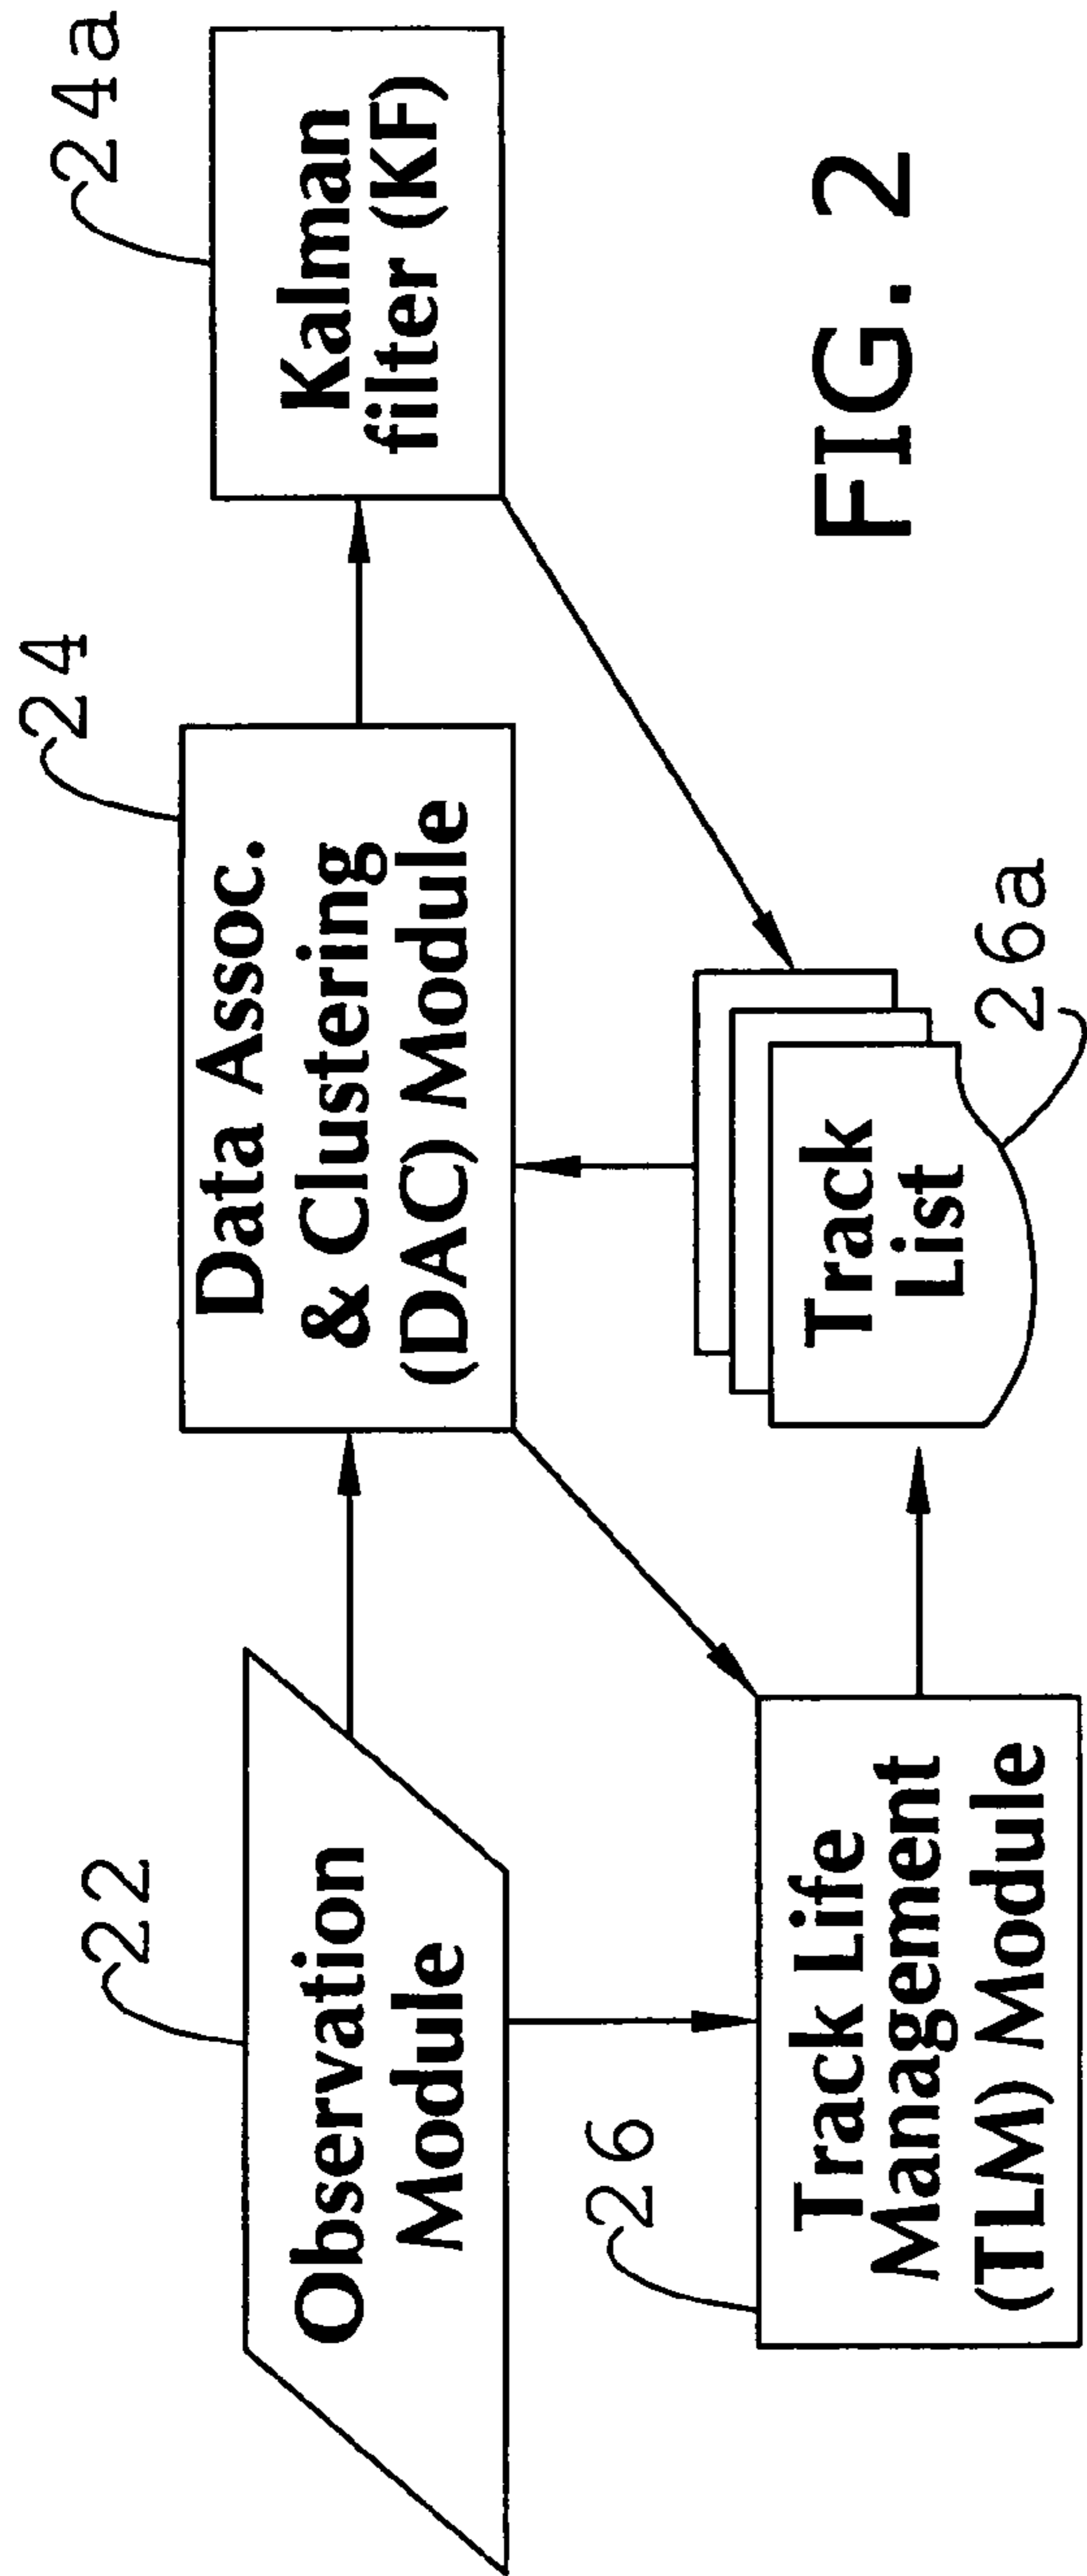 22
Observation
Module
24
Data Assoc.
& Clustering
(DAC) Module
24a
Kalman
filter (KF)
26
Track Life
Management
(TLM) Module
Track
List
26a
FIG. 2